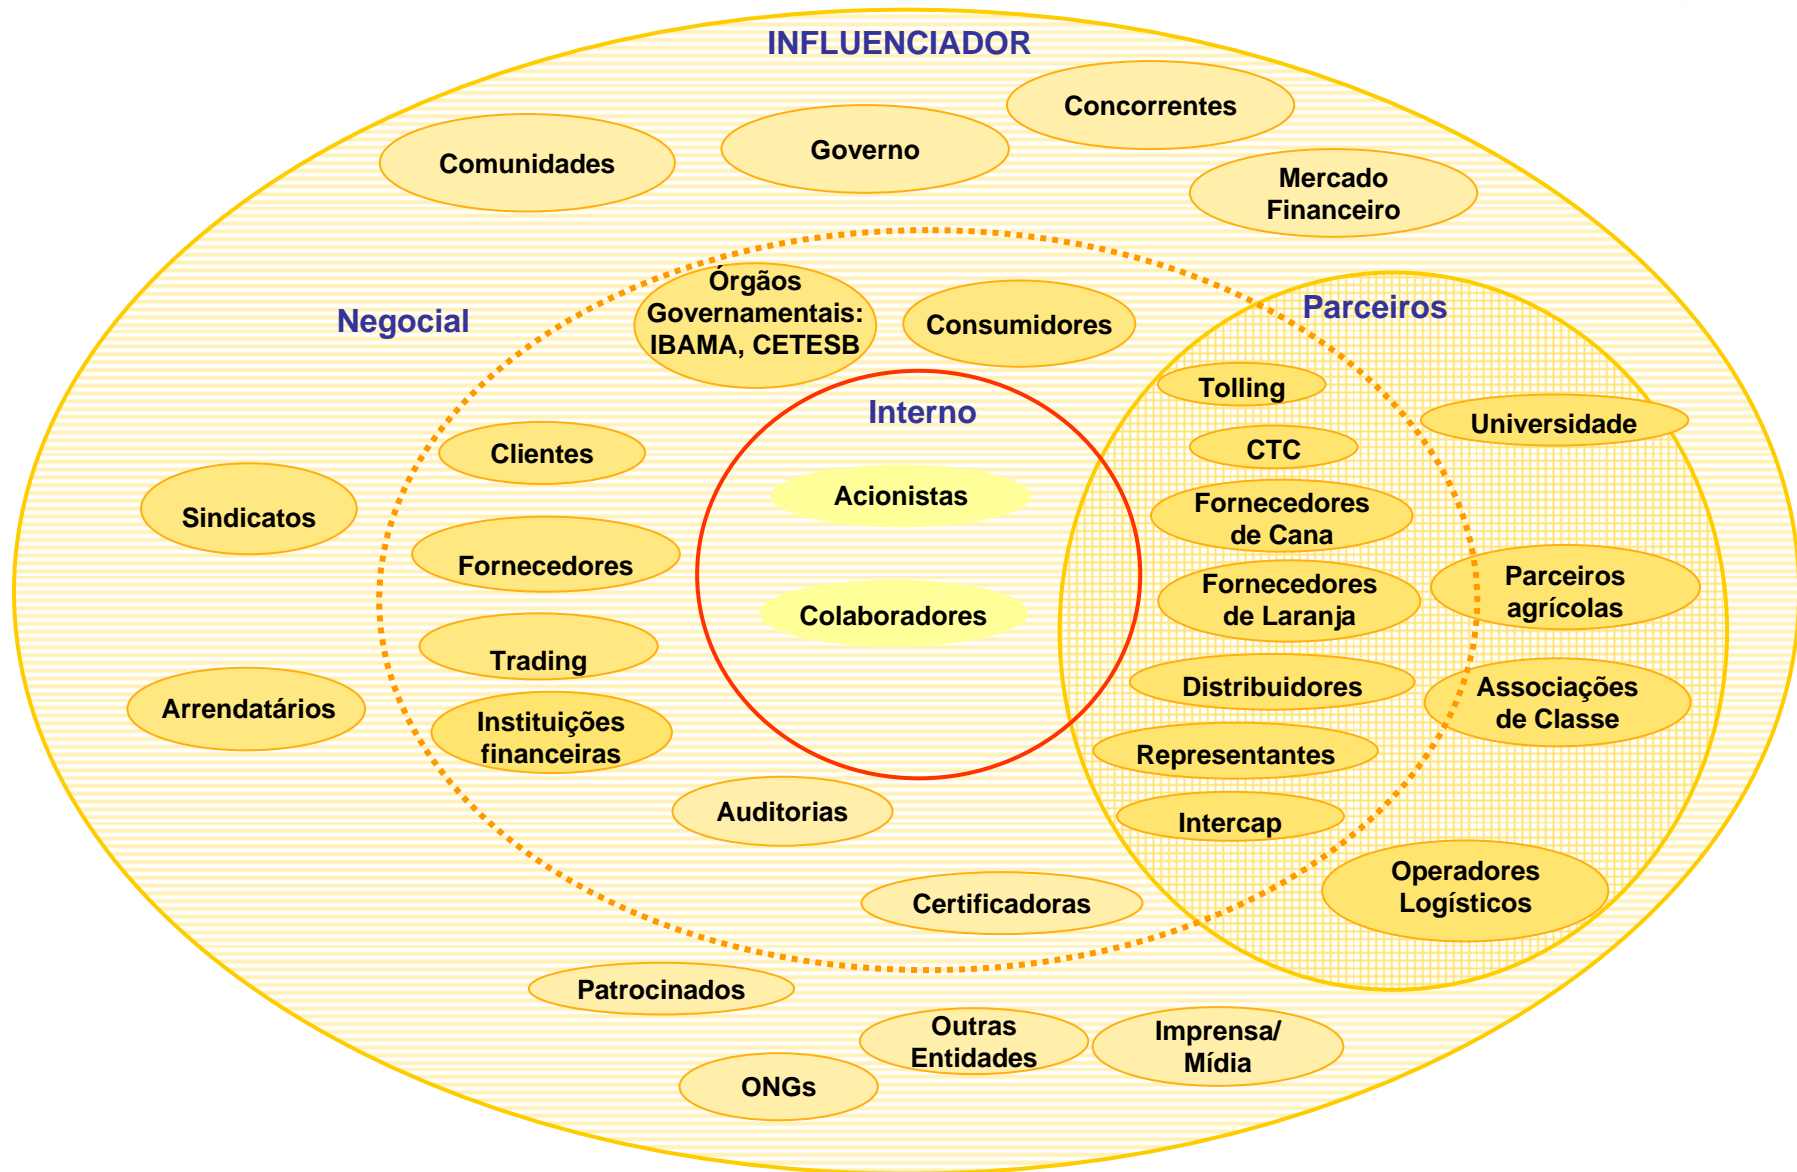 INFLUENCIADOR
Concorrentes
Governo
Comunidades
Mercado
Financeiro
Órgãos
Governamentais:
IBAMA, CETESB
Consumidores
Negocial
Parceiros
Tolling
Interno
Universidade
CTC
Clientes
Acionistas
Fornecedores
de Cana
Sindicatos
Fornecedores
Colaboradores
Fornecedores
de Laranja
Parceiros
agrícolas
Trading
Distribuidores
Associações
de Classe
Arrendatários
Instituições
financeiras
Representantes
Auditorias
Intercap
Operadores
Logísticos
Certificadoras
Patrocinados
Outras
Entidades
Imprensa/
Mídia
ONGs